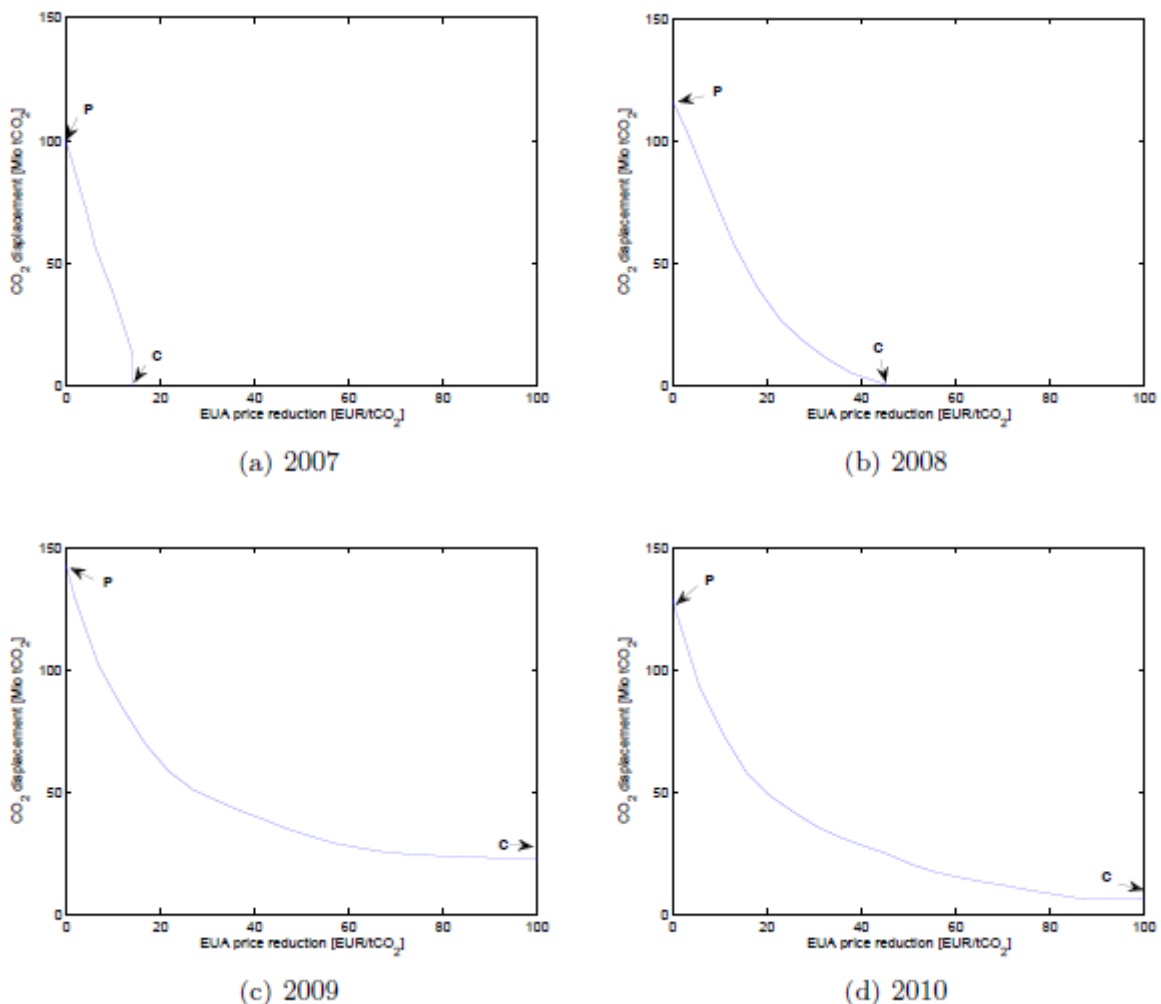 150
100
50
0
CO2 displacement [Mio tCO2]
P
C
0 20 40 60 80 100
EUA price reduction [EUR/tCO2]
(a) 2007
150
100
50
0
CO2 displacement [Mio tCO2]
P
C
0 20 40 60 80 100
EUA price reduction [EUR/tCO2]
(b) 2008
150
100
50
0
CO2 displacement [Mio tCO2]
P
C
0 20 40 60 80 100
EUA price reduction [EUR/tCO2]
(c) 2009
150
100
50
0
CO2 displacement [Mio tCO2]
P
C
0 20 40 60 80 100
EUA price reduction [EUR/tCO2]
(d) 2010